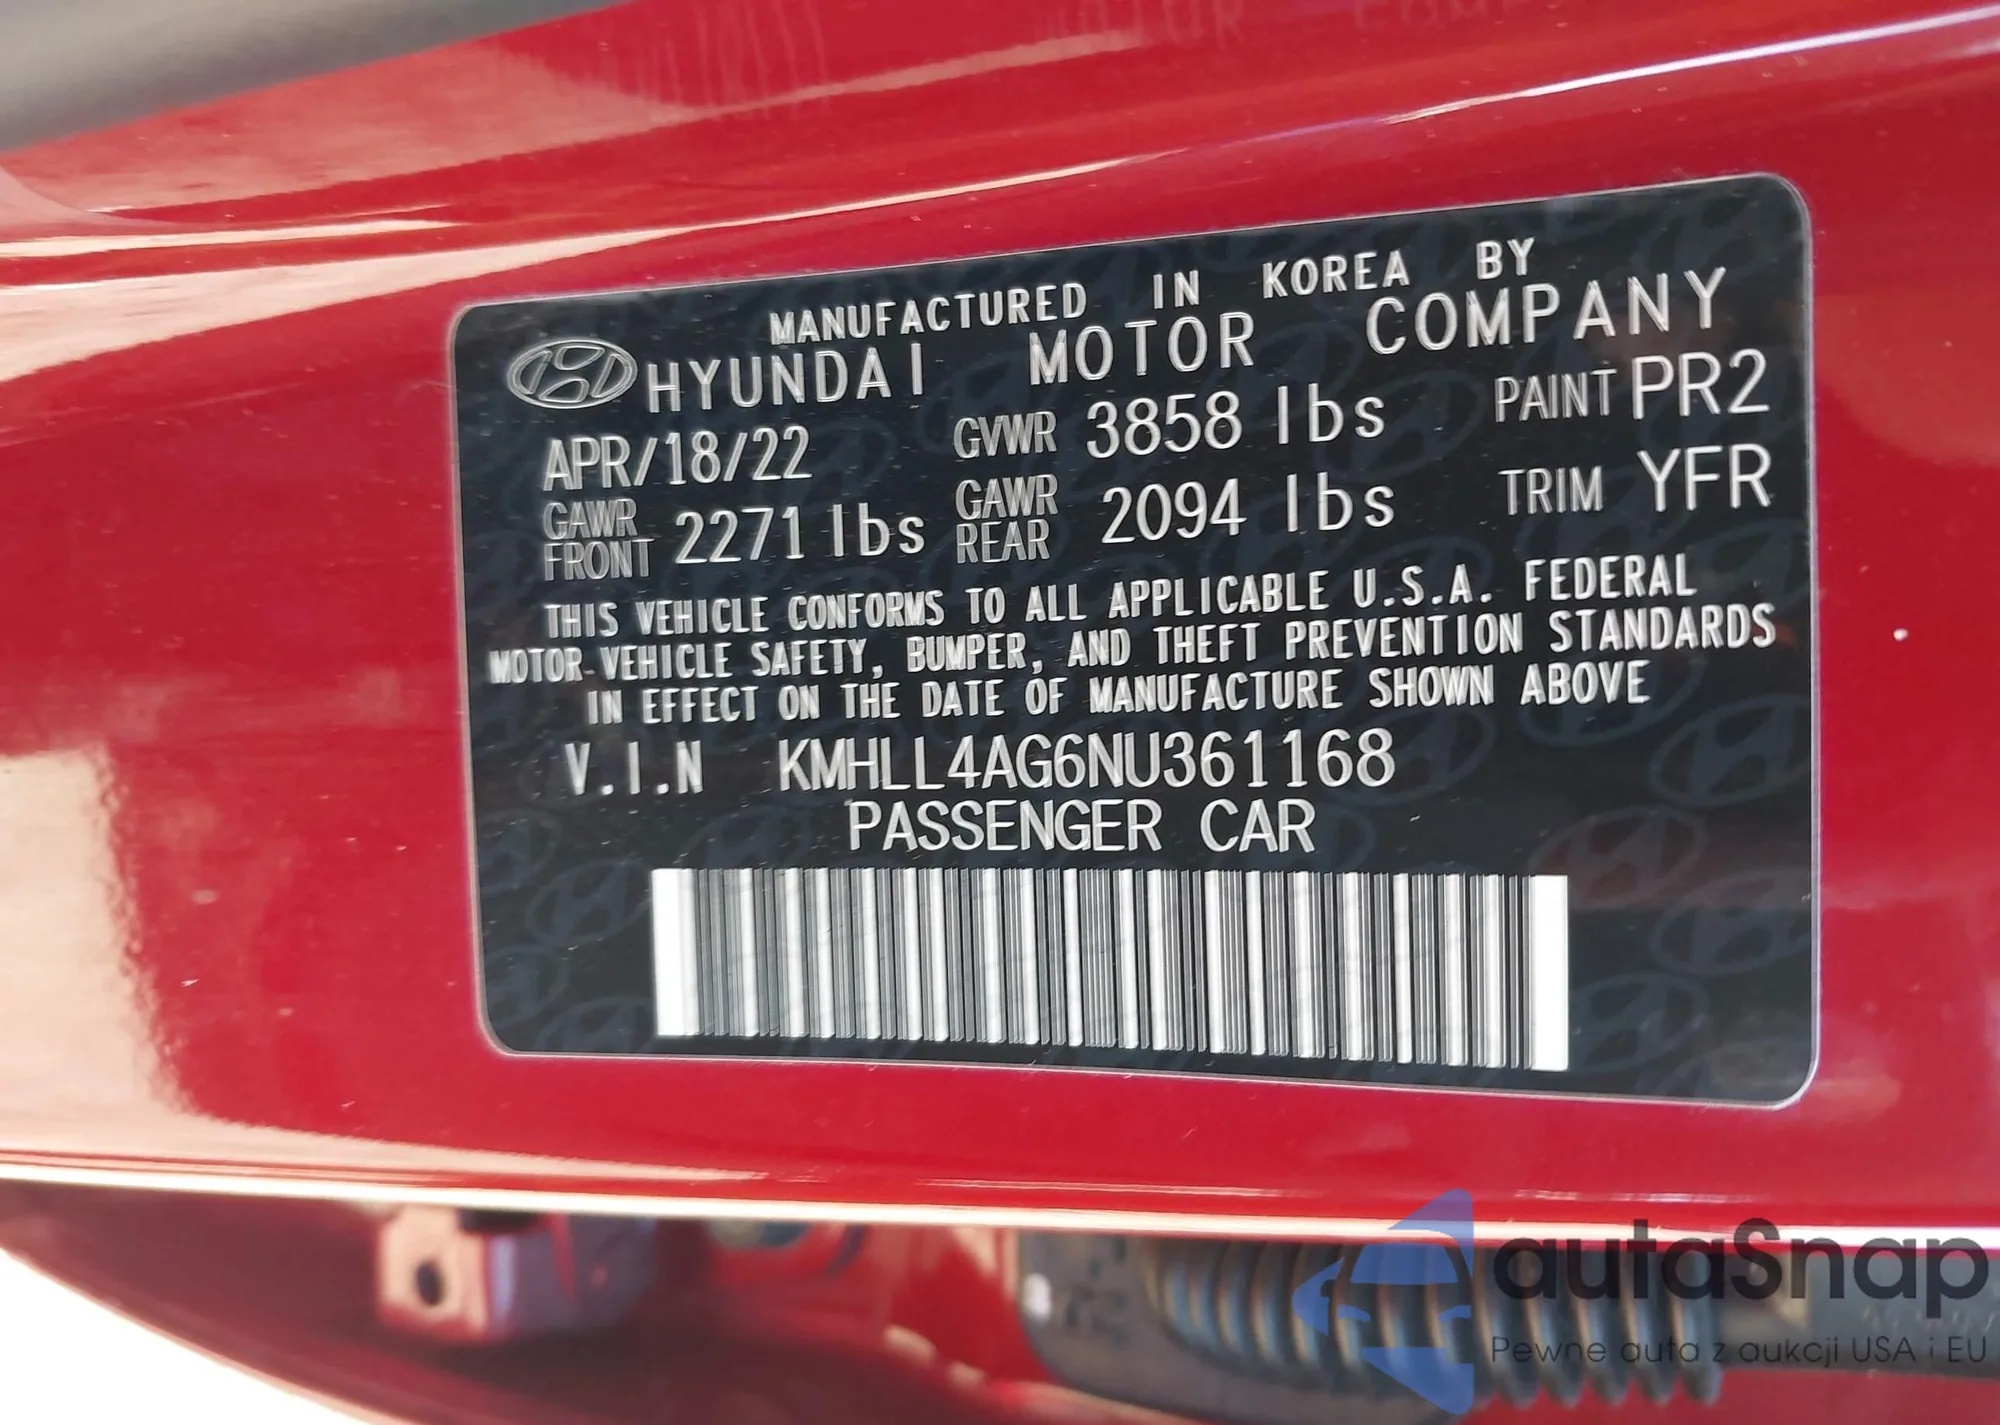 MANUFACTURED IN KOREA BY
HYUNDAI MOTOR COMPANY
APR/18/22 GVWR 3858 lbs PAINT PR2
GAWR FRONT 2271 lbs GAWR REAR 2094 lbs TRIM YFR
THIS VEHICLE CONFORMS TO ALL APPLICABLE U.S.A. FEDERAL
MOTOR-VEHICLE SAFETY, BUMPER, AND THEFT PREVENTION STANDARDS
IN EFFECT ON THE DATE OF MANUFACTURE SHOWN ABOVE
V.I.N KMHLL4AG6NU361168
PASSENGER CAR
autaSnap
Pewne auta z aukcji USA i EU